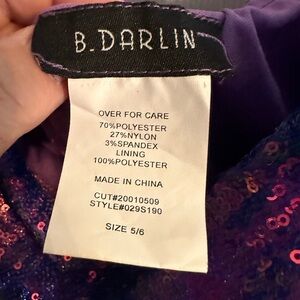 B. DARLIN
OVER FOR CARE
70%POLYESTER
27%NYLON
3%SPANDEX
LINING
100%POLYESTER
MADE IN CHINA
CUT#20010509
STYLE#029S190
SIZE 5/6